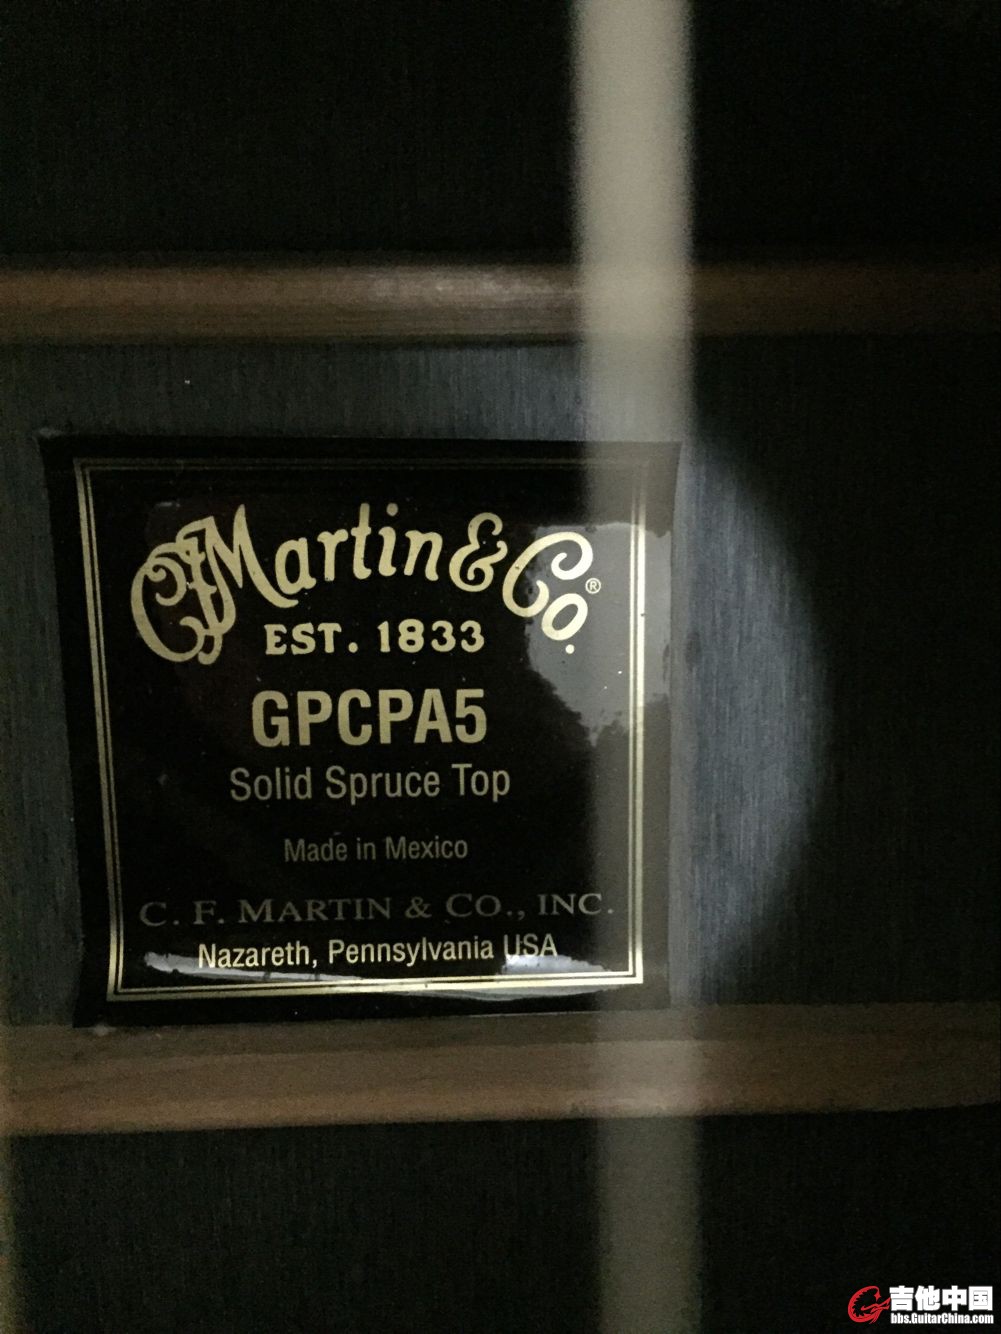 CFMartin & Co.®
EST. 1833
GPCPA5
Solid Spruce Top
Made in Mexico
C. F. MARTIN & CO., INC.
Nazareth, Pennsylvania USA
吉他中国
bbs.GuitarChina.com